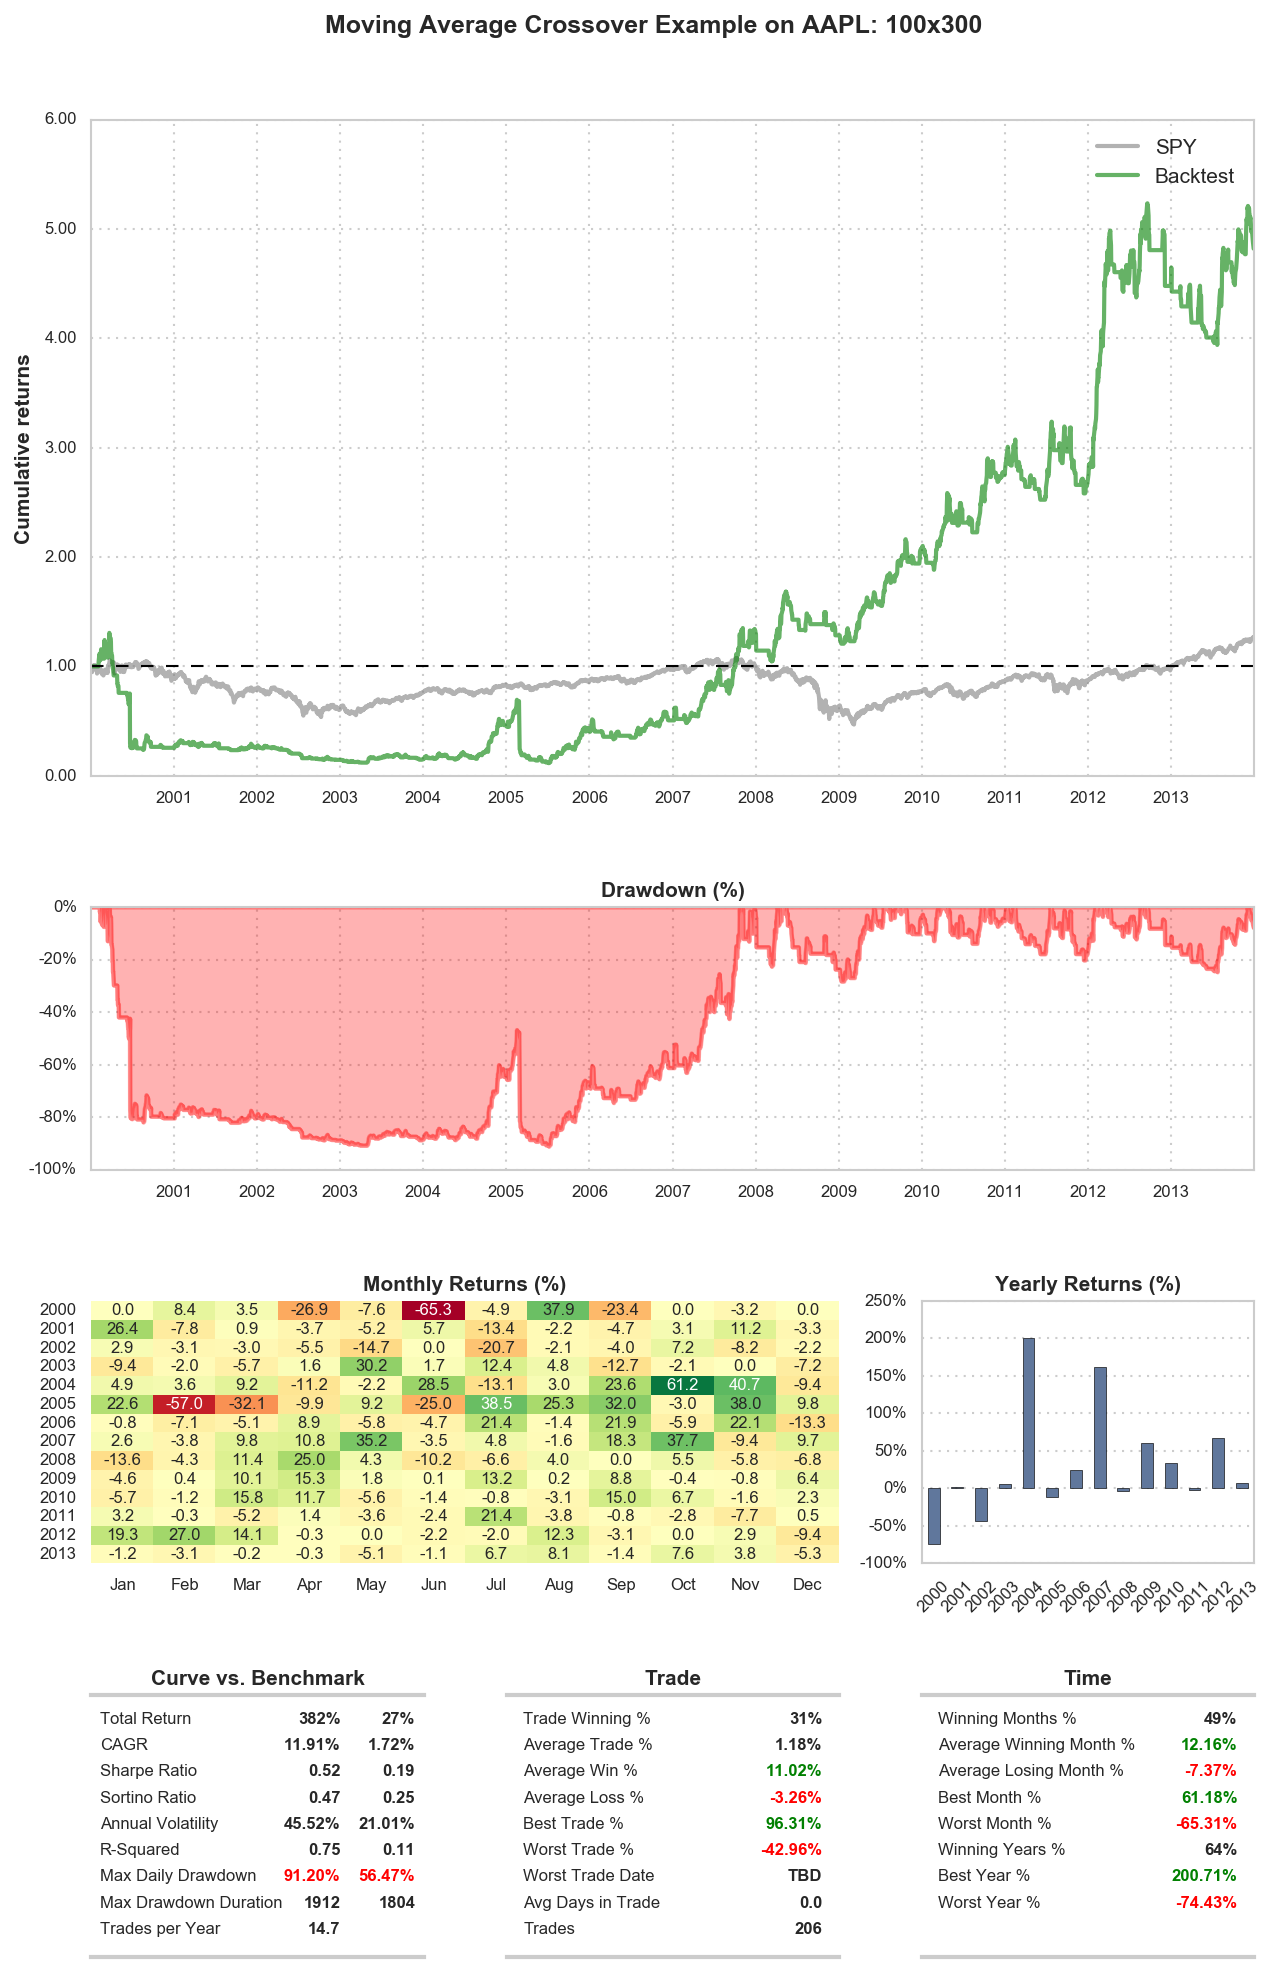 Moving Average Crossover Example on AAPL: 100x300
6.00
SPY
Backtest
5.00
4.00
Cumulative returns
3.00
2.00
1.00
0.00
2001 2002 2003 2004 2005 2006 2007 2008 2009 2010 2011 2012 2013
Drawdown (%)
0%
-20%
-40%
-60%
-80%
-100%
2001 2002 2003 2004 2005 2006 2007 2008 2009 2010 2011 2012 2013
Monthly Returns (%)
2000 0.0 8.4 3.5 -26.9 -7.6 -65.3 -4.9 37.9 -23.4 0.0 -3.2 0.0
2001 26.4 -7.8 0.9 -3.7 -5.2 5.7 -13.4 -2.2 -4.7 3.1 11.2 -3.3
2002 2.9 -3.1 -3.0 -5.5 -14.7 0.0 -20.7 -2.1 -4.0 7.2 -8.2 -2.2
2003 -9.4 -2.0 -5.7 1.6 30.2 1.7 12.4 4.8 -12.7 -2.1 0.0 -7.2
2004 4.9 3.6 9.2 -11.2 -2.2 28.5 -13.1 3.0 23.6 61.2 40.7 -9.4
2005 22.6 -57.0 -32.1 -9.9 9.2 -25.0 38.5 25.3 32.0 -3.0 38.0 9.8
2006 -0.8 -7.1 -5.1 8.9 -5.8 -4.7 21.4 -1.4 21.9 -5.9 22.1 -13.3
2007 2.6 -3.8 9.8 10.8 35.2 -3.5 4.8 -1.6 18.3 37.7 -9.4 9.7
2008 -13.6 -4.3 11.4 25.0 4.3 -10.2 -6.6 4.0 0.0 5.5 -5.8 -6.8
2009 -4.6 0.4 10.1 15.3 1.8 0.1 13.2 0.2 8.8 -0.4 -0.8 6.4
2010 -5.7 -1.2 15.8 11.7 -5.6 -1.4 -0.8 -3.1 15.0 6.7 -1.6 2.3
2011 3.2 -0.3 -5.2 1.4 -3.6 -2.4 21.4 -3.8 -0.8 -2.8 -7.7 0.5
2012 19.3 27.0 14.1 -0.3 0.0 -2.2 -2.0 12.3 -3.1 0.0 2.9 -9.4
2013 -1.2 -3.1 -0.2 -0.3 -5.1 -1.1 6.7 8.1 -1.4 7.6 3.8 -5.3
Jan Feb Mar Apr May Jun Jul Aug Sep Oct Nov Dec
Yearly Returns (%)
250%
200%
150%
100%
50%
0%
-50%
-100%
2000 2001 2002 2003 2004 2005 2006 2007 2008 2009 2010 2011 2012 2013
Curve vs. Benchmark
Total Return 382% 27%
CAGR 11.91% 1.72%
Sharpe Ratio 0.52 0.19
Sortino Ratio 0.47 0.25
Annual Volatility 45.52% 21.01%
R-Squared 0.75 0.11
Max Daily Drawdown 91.20% 56.47%
Max Drawdown Duration 1912 1804
Trades per Year 14.7
Trade
Trade Winning % 31%
Average Trade % 1.18%
Average Win % 11.02%
Average Loss % -3.26%
Best Trade % 96.31%
Worst Trade % -42.96%
Worst Trade Date TBD
Avg Days in Trade 0.0
Trades 206
Time
Winning Months % 49%
Average Winning Month % 12.16%
Average Losing Month % -7.37%
Best Month % 61.18%
Worst Month % -65.31%
Winning Years % 64%
Best Year % 200.71%
Worst Year % -74.43%